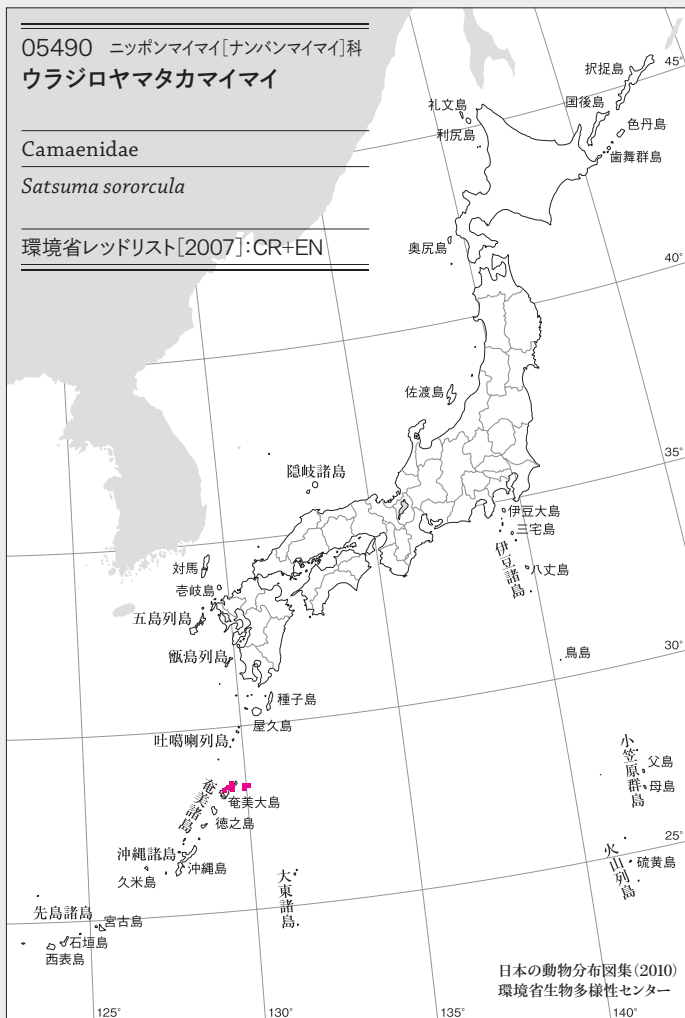 05490 ニッポンマイマイ[ナンバンマイマイ]科
ウラジロヤマタカマイマイ
Camaenidae
Satsuma sororcula
環境省レッドリスト[2007]:CR+EN
45°
択捉島
国後島
礼文島
色丹島
利尻島
歯舞群島
奥尻島
40°
佐渡島
35°
隠岐諸島
伊豆大島
三宅島
伊豆諸島
八丈島
対馬
壱岐島
五島列島
甑島列島
鳥島
30°
種子島
屋久島
吐噶喇列島
小笠原群島
父島
母島
奄美諸島
奄美大島
徳之島
25°
沖縄諸島
沖縄島
久米島
火山列島
硫黄島
大東諸島
先島諸島
宮古島
石垣島
西表島
日本の動物分布図集(2010)
環境省生物多様性センター
125°
130°
135°
140°